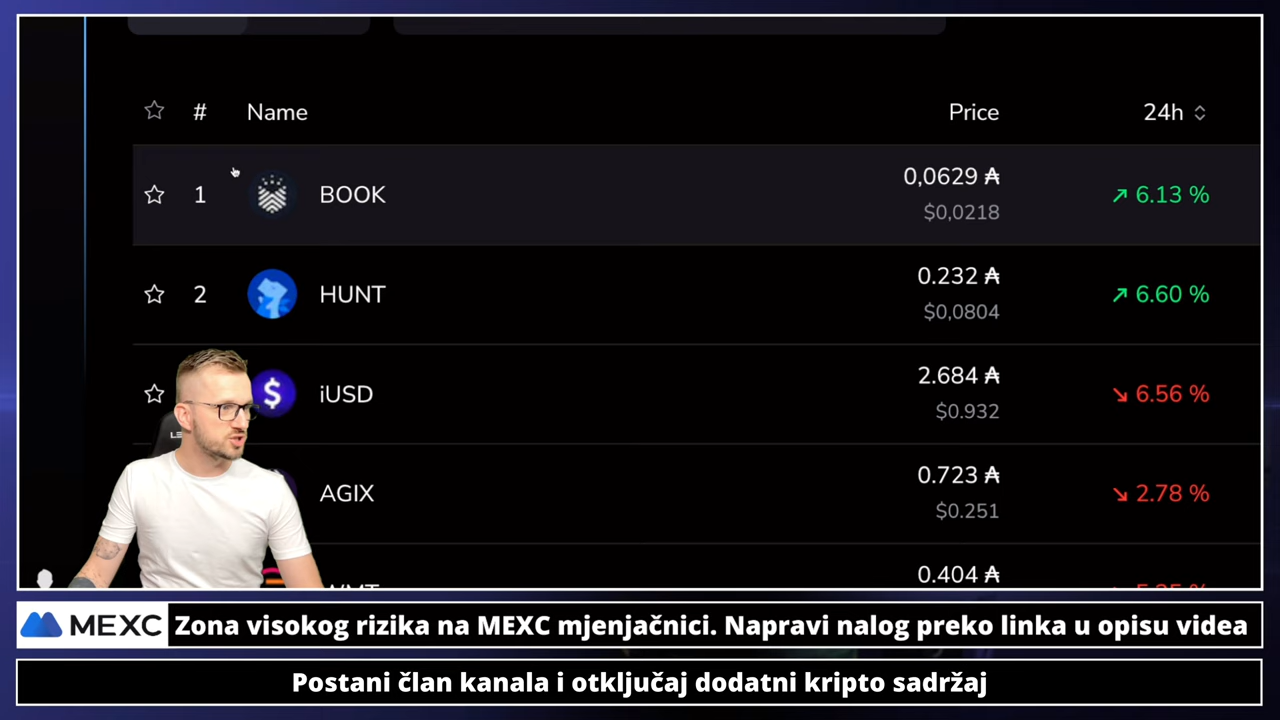 # Name Price 24h
1 BOOK 0,0629 ₳ 6.13 %
$0,0218
2 HUNT 0.232 ₳ 6.60 %
$0,0804
$ iUSD 2.684 ₳ 6.56 %
$0.932
AGIX 0.723 ₳ 2.78 %
$0.251
0.404 ₳
MEXC Zona visokog rizika na MEXC mjenjačnici. Napravi nalog preko linka u opisu videa
Postani član kanala i otključaj dodatni kripto sadržaj